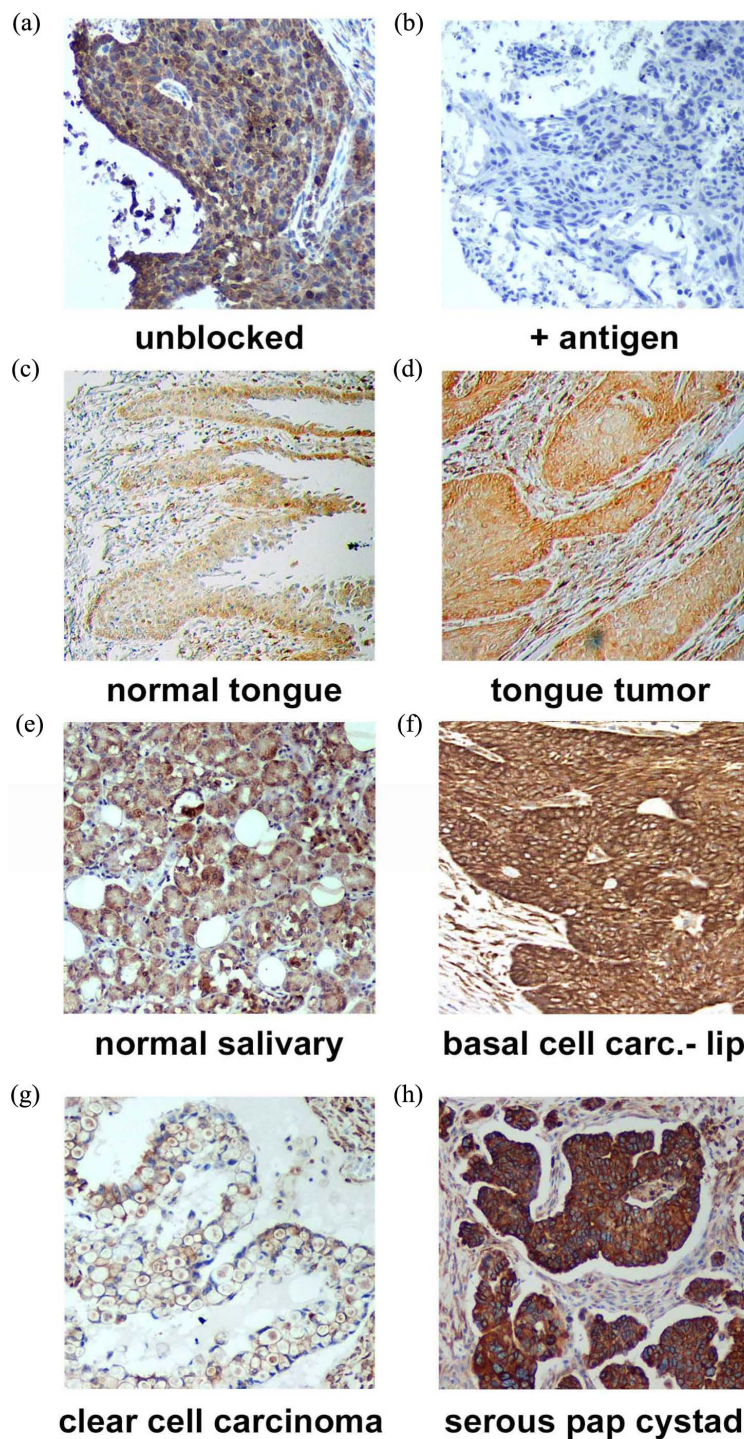 (a) (b)
unblocked + antigen
(c) (d)
normal tongue tongue tumor
(e) (f)
normal salivary basal cell carc.- lip
(g) (h)
clear cell carcinoma serous pap cystad